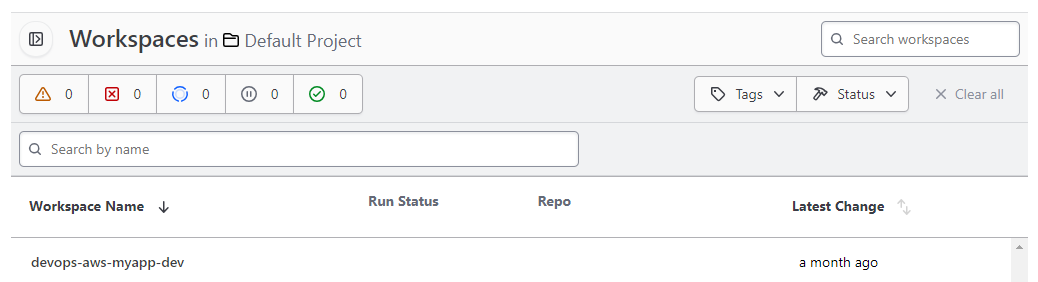 Workspaces in Default Project
Search workspaces
0 0 0 0 0
Tags Status Clear all
Search by name
Workspace Name Run Status Repo Latest Change
devops-aws-myapp-dev a month ago